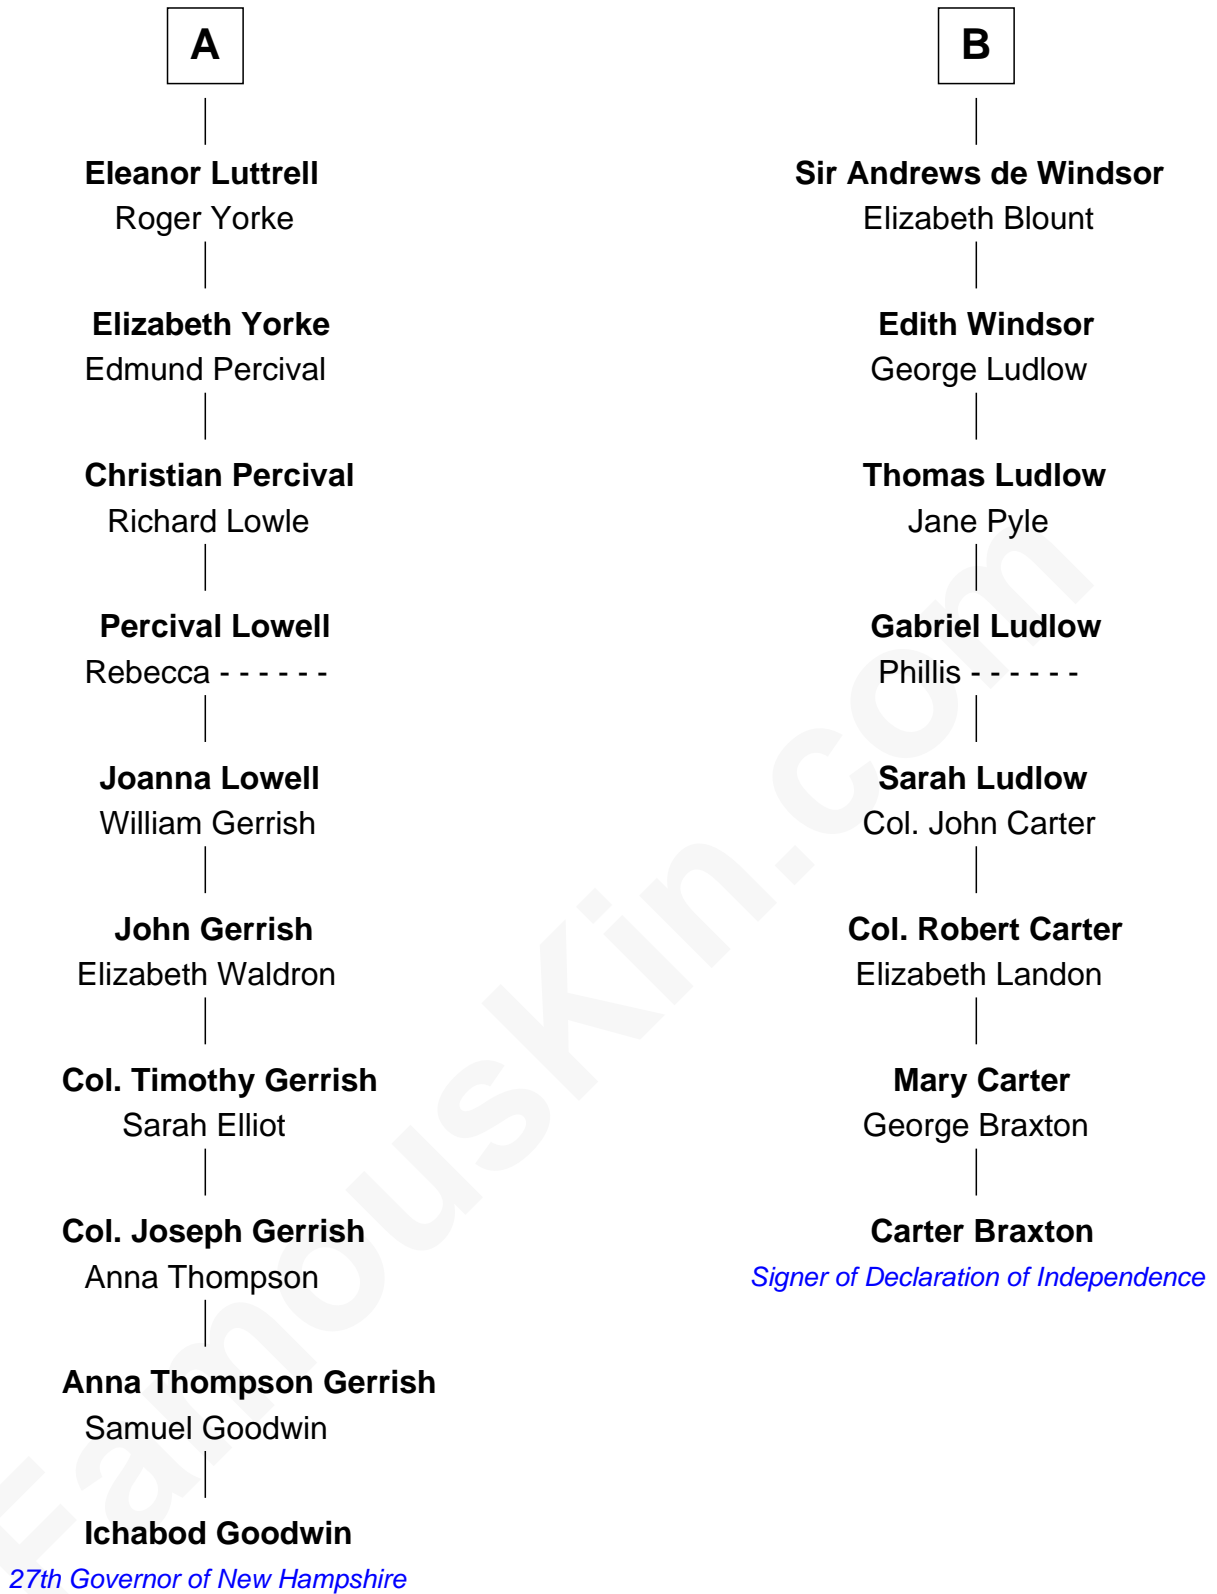 A
Eleanor Luttrell
Roger Yorke
Elizabeth Yorke
Edmund Percival
Christian Percival
Richard Lowle
Percival Lowell
Rebecca - - - - - -
Joanna Lowell
William Gerrish
John Gerrish
Elizabeth Waldron
Col. Timothy Gerrish
Sarah Elliot
Col. Joseph Gerrish
Anna Thompson
Anna Thompson Gerrish
Samuel Goodwin
Ichabod Goodwin
27th Governor of New Hampshire
B
Sir Andrews de Windsor
Elizabeth Blount
Edith Windsor
George Ludlow
Thomas Ludlow
Jane Pyle
Gabriel Ludlow
Phillis - - - - - -
Sarah Ludlow
Col. John Carter
Col. Robert Carter
Elizabeth Landon
Mary Carter
George Braxton
Carter Braxton
Signer of Declaration of Independence
FamousKin.com